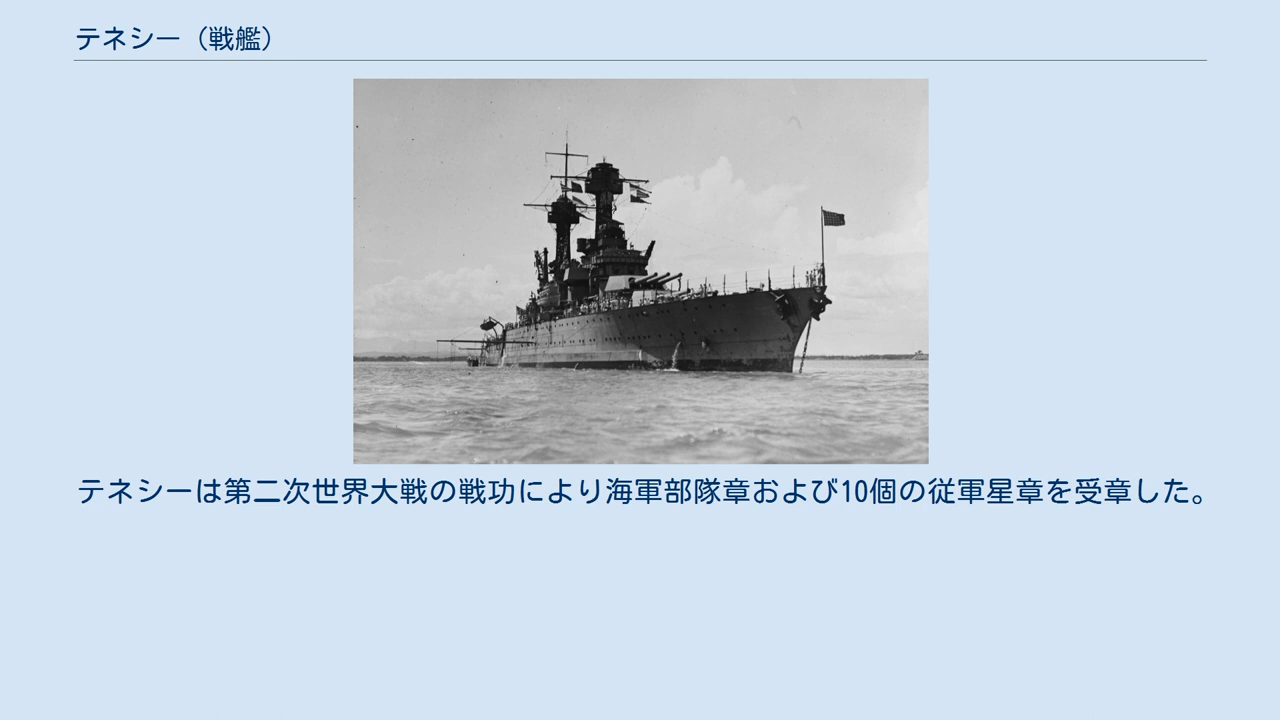 テネシー（戦艦）
テネシーは第二次世界大戦の戦功により海軍部隊章および10個の従軍星章を受章した。